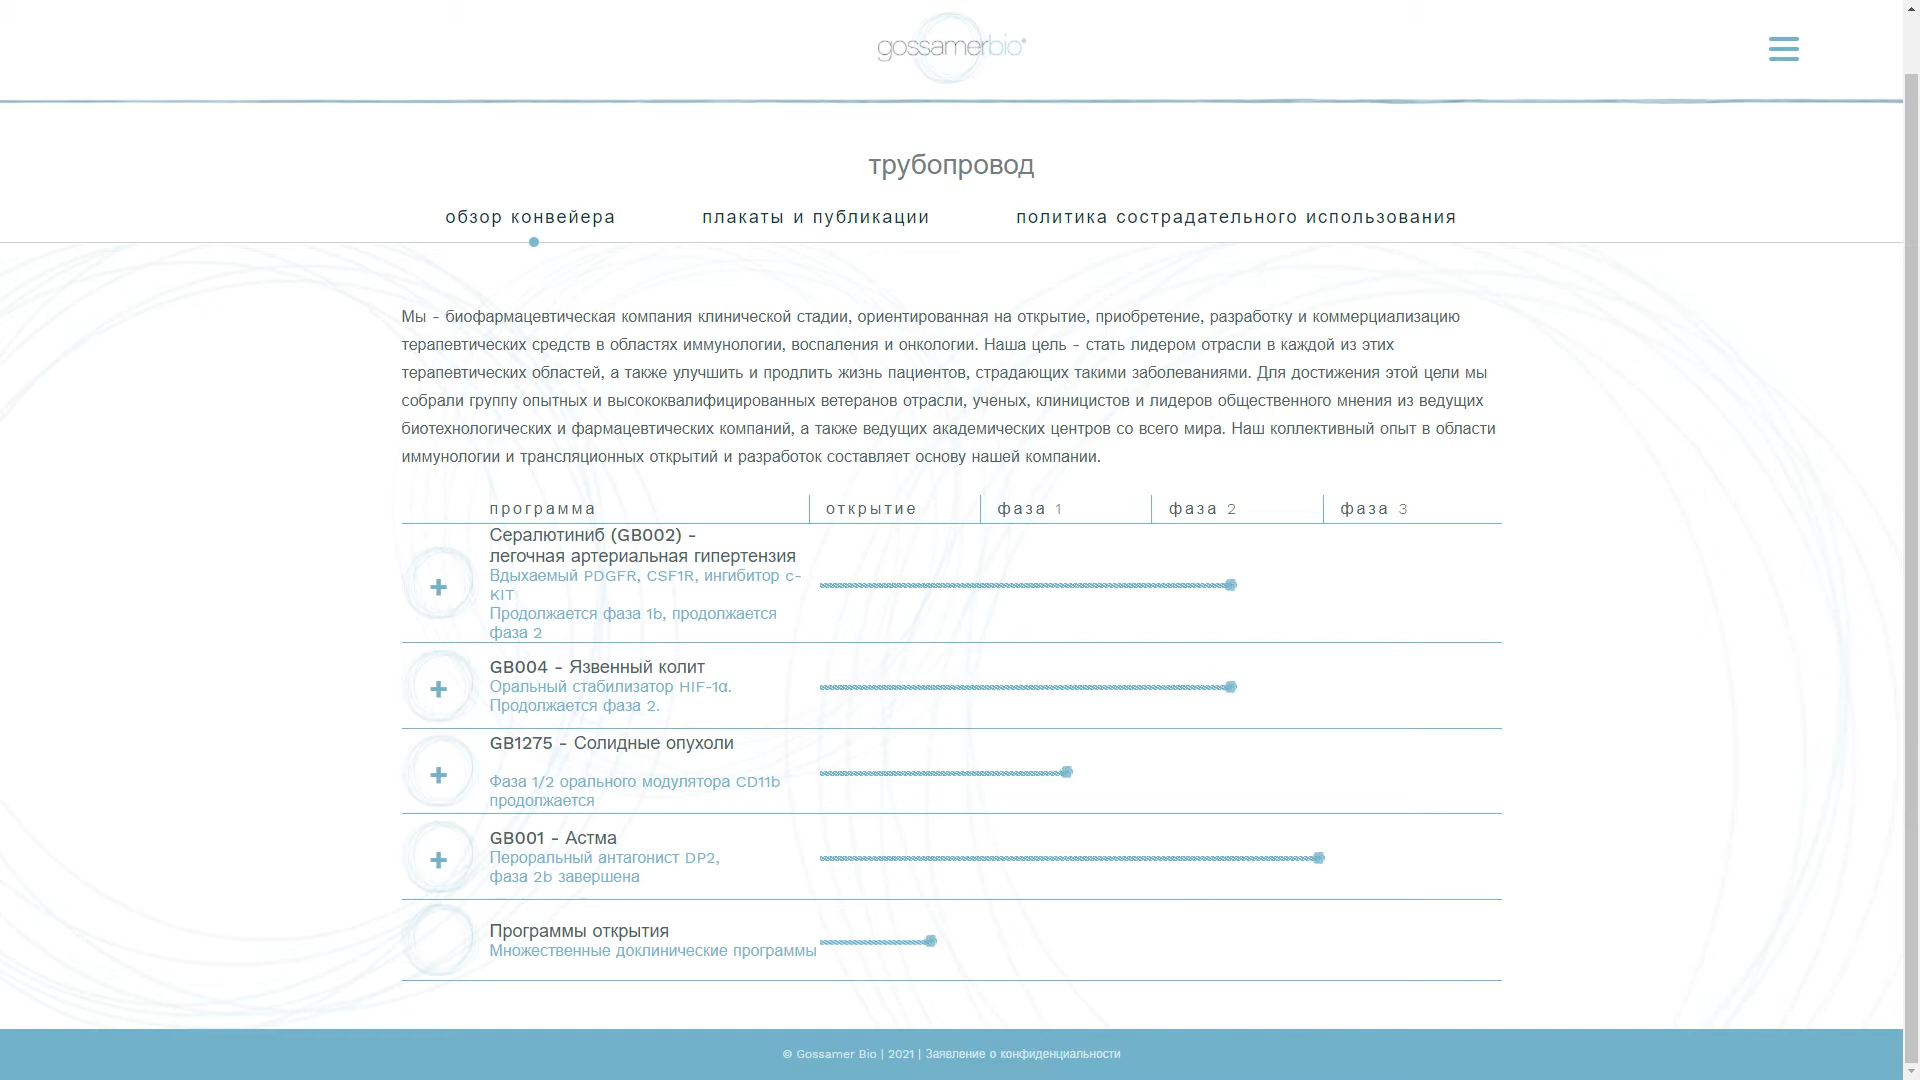 gossamerbio®
трубопровод
обзор конвейера
плакаты и публикации
политика сострадательного использования
Мы - биофармацевтическая компания клинической стадии, ориентированная на открытие, приобретение, разработку и коммерциализацию
терапевтических средств в областях иммунологии, воспаления и онкологии. Наша цель - стать лидером отрасли в каждой из этих
терапевтических областей, а также улучшить и продлить жизнь пациентов, страдающих такими заболеваниями. Для достижения этой цели мы
собрали группу опытных и высококвалифицированных ветеранов отрасли, ученых, клиницистов и лидеров общественного мнения из ведущих
биотехнологических и фармацевтических компаний, а также ведущих академических центров со всего мира. Наш коллективный опыт в области
иммунологии и трансляционных открытий и разработок составляет основу нашей компании.
программа
открытие
фаза 1
фаза 2
фаза 3
Сералютиниб (GB002) -
легочная артериальная гипертензия
Вдыхаемый PDGFR, CSF1R, ингибитор c-
KIT
Продолжается фаза 1b, продолжается
фаза 2
GB004 - Язвенный колит
Оральный стабилизатор HIF-1α.
Продолжается фаза 2.
GB1275 - Солидные опухоли
Фаза 1/2 орального модулятора CD11b
продолжается
GB001 - Астма
Пероральный антагонист DP2,
фаза 2b завершена
Программы открытия
Множественные доклинические программы
© Gossamer Bio | 2021 | Заявление о конфиденциальности